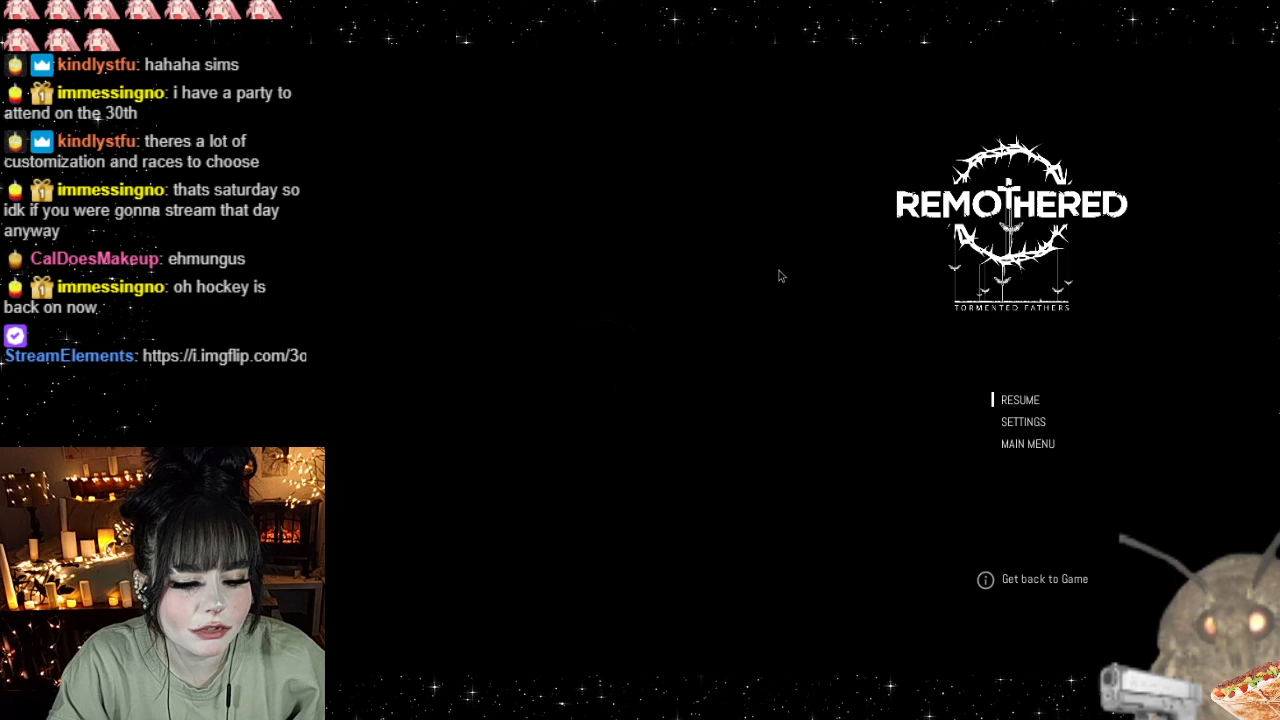 kindlystfu: hahaha sims
immessingno: i have a party to
attend on the 30th
kindlystfu: theres a lot of
customization and races to choose
immessingno: thats saturday so
idk if you were gonna stream that day
anyway
CalDoesMakeup: ehmungus
immessingno: oh hockey is
back on now
StreamElements: https://i.imgflip.com/3
REMOTHERED
TORMENTED FATHERS
RESUME
SETTINGS
MAIN MENU
Get back to Game